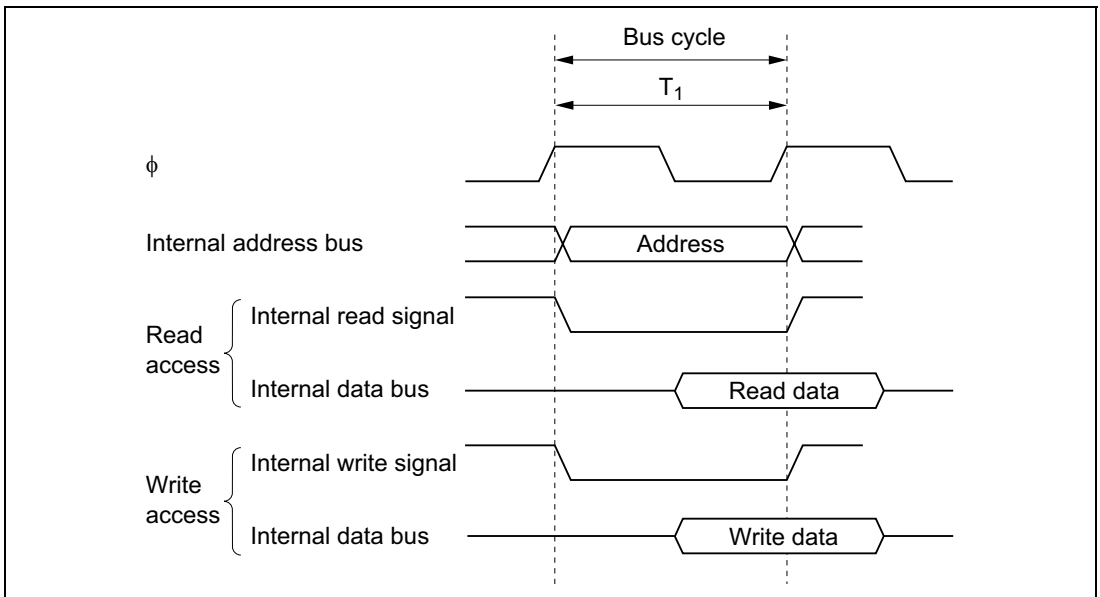 Bus cycle
T1
ϕ
Internal address bus
Address
Read
access
Internal read signal
Internal data bus
Read data
Write
access
Internal write signal
Internal data bus
Write data